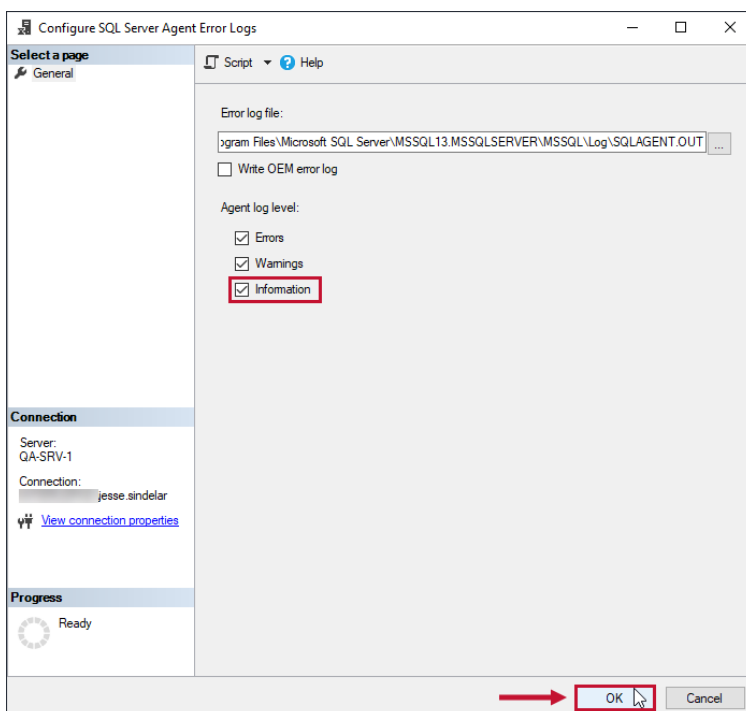 Configure SQL Server Agent Error Logs
Select a page
General
Script
Help
Error log file:
ogram Files\Microsoft SQL Server\MSSQL13.MSSQLSERVER\MSSQL\Log\SQLAGENT.OUT
...
Write OEM error log
Agent log level:
Errors
Warnings
Information
Connection
Server:
QA-SRV-1
Connection:
jesse.sindelar
View connection properties
Progress
Ready
OK
Cancel